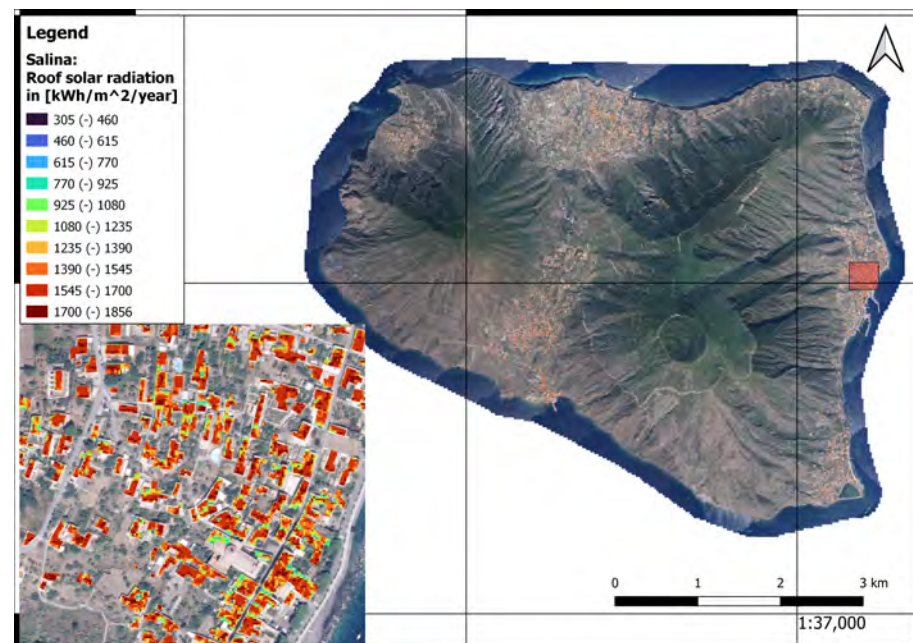 Legend
Salina:
Roof solar radiation
in [kWh/m^2/year]
305 (-) 460
460 (-) 615
615 (-) 770
770 (-) 925
925 (-) 1080
1080 (-) 1235
1235 (-) 1390
1390 (-) 1545
1545 (-) 1700
1700 (-) 1856
0 1 2 3 km
1:37,000